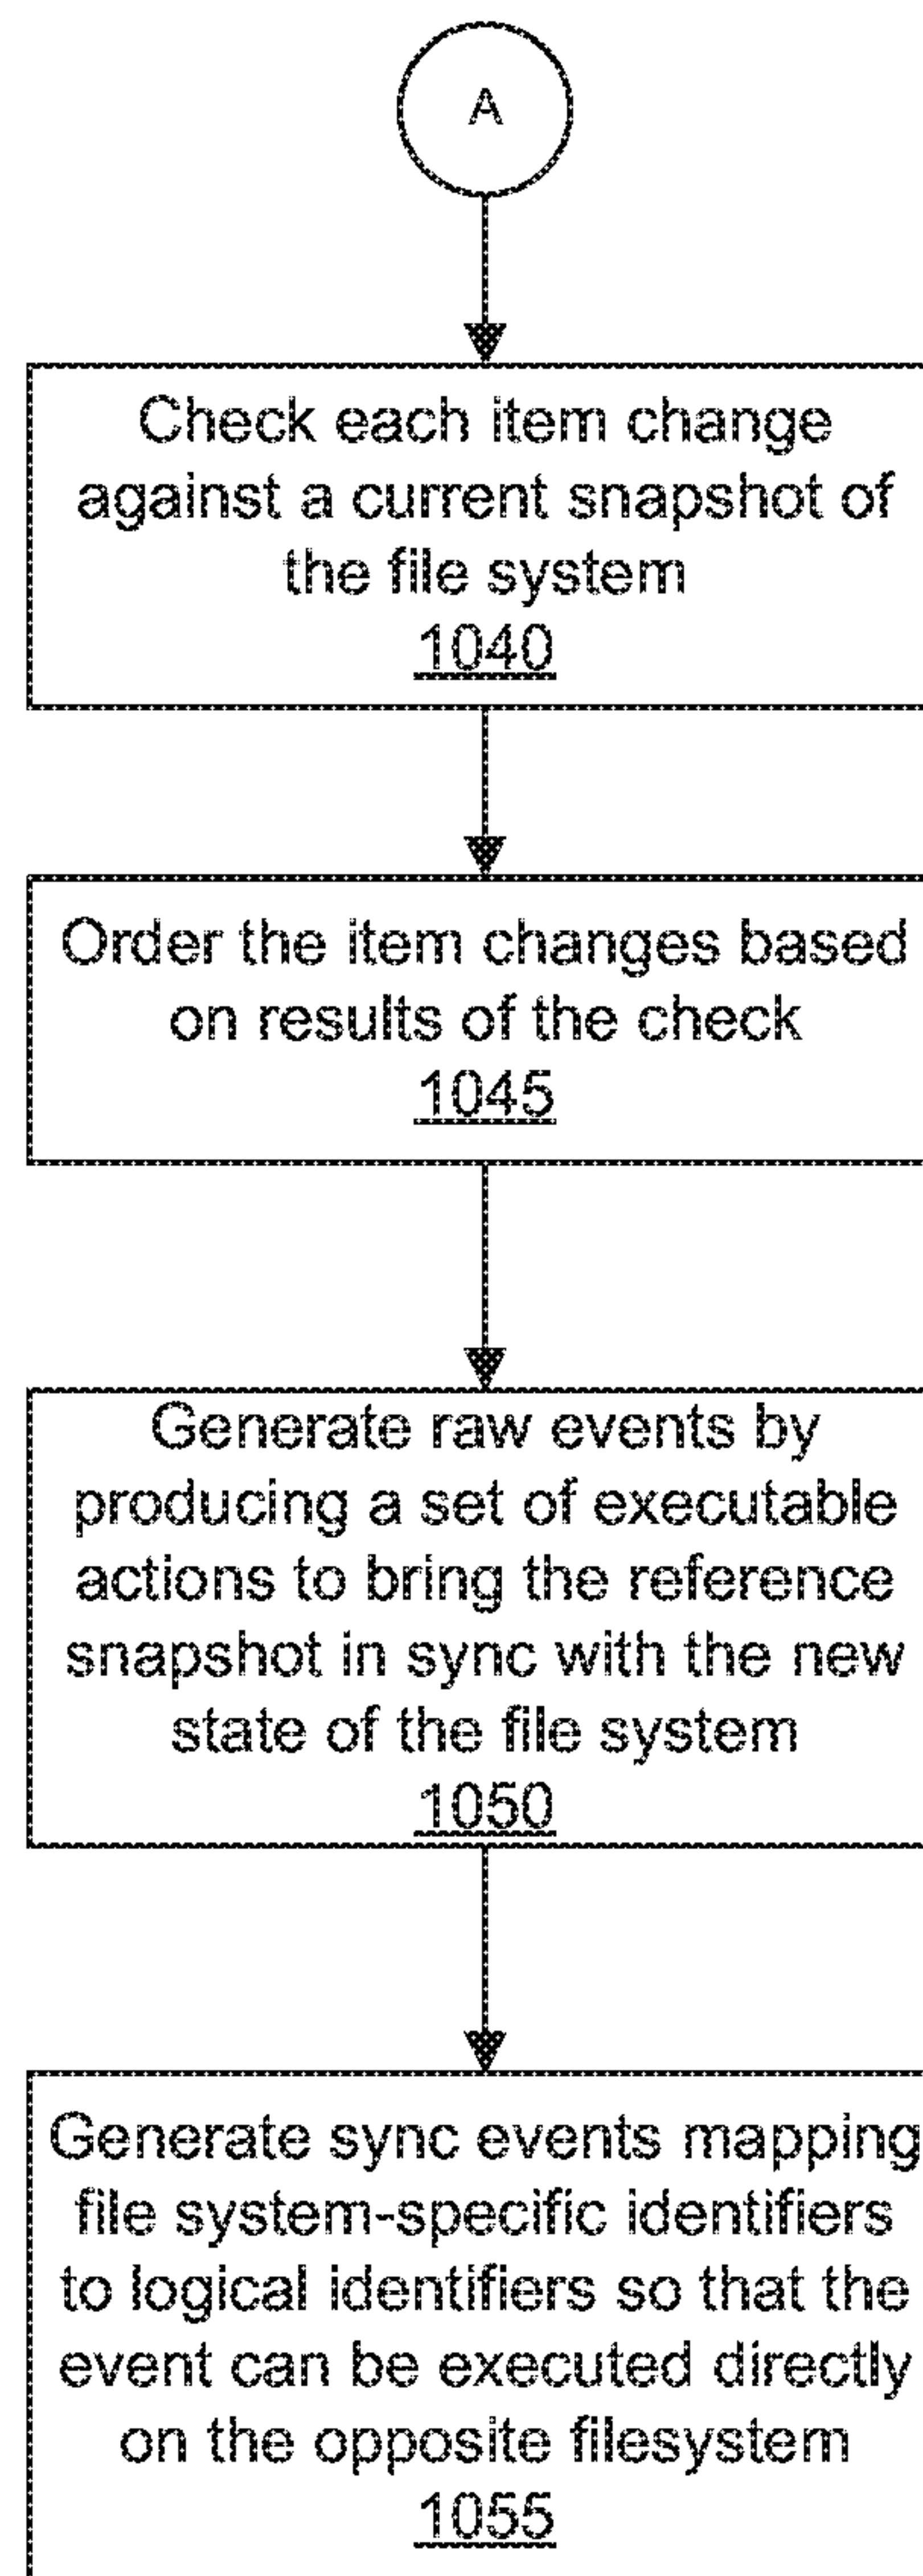 A
Check each item change
against a current snapshot of
the file system
1040
Order the item changes based
on results of the check
1045
Generate raw events by
producing a set of executable
actions to bring the reference
snapshot in sync with the new
state of the file system
1050
Generate sync events mapping
file system-specific identifiers
to logical identifiers so that the
event can be executed directly
on the opposite filesystem
1055